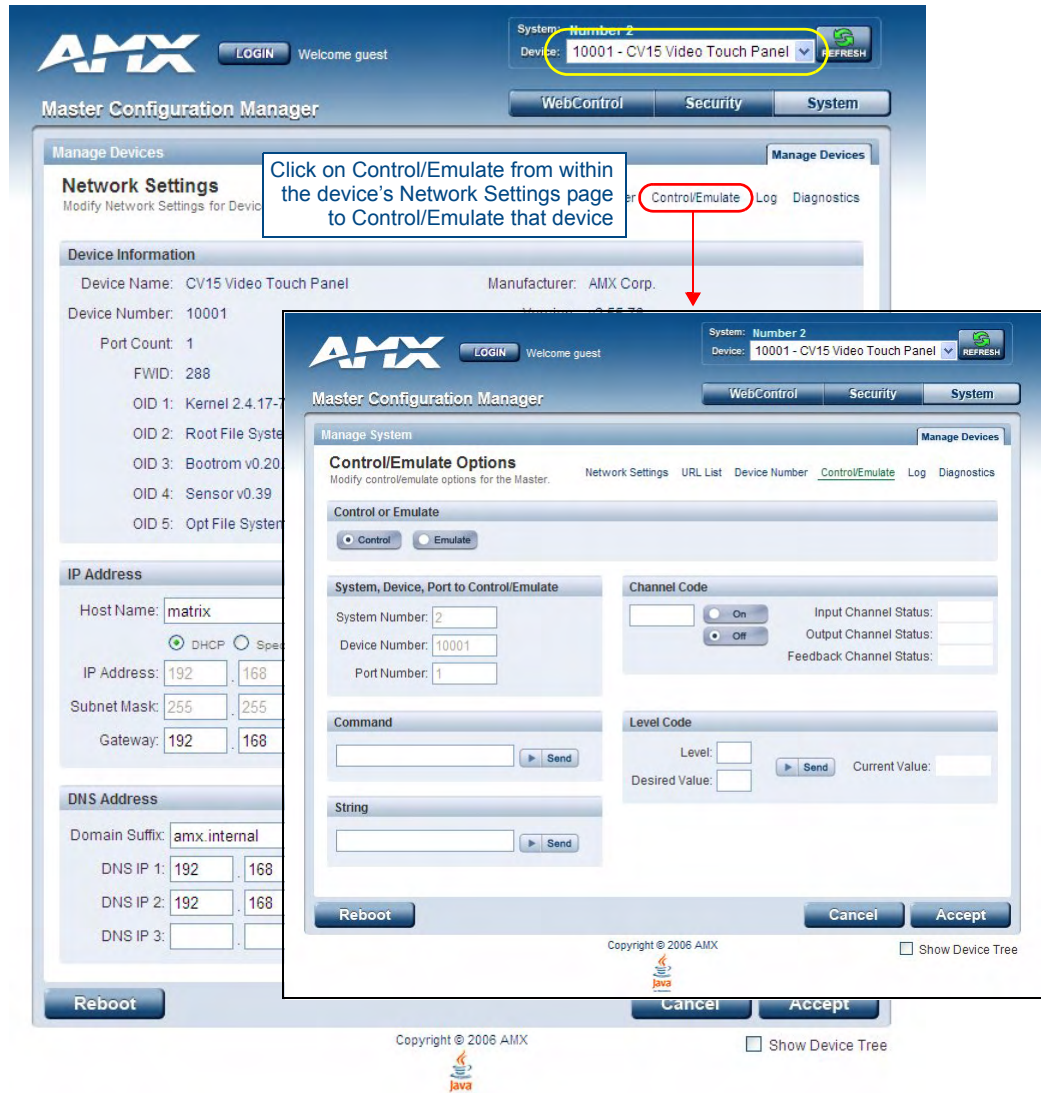 AMX
LOGIN Welcome guest
System: Number 2
Device: 10001 - CV15 Video Touch Panel
REFRESH
Master Configuration Manager
WebControl Security System
Manage Devices
Manage Devices
Click on Control/Emulate from within
the device's Network Settings page
to Control/Emulate that device
Network Settings
Modify Network Settings for
Control/Emulate Log Diagnostics
Device Information
Device Name: CV15 Video Touch Panel
Manufacturer: AMX Corp.
Device Number: 10001
Port Count: 1
FWID: 288
OID 1: Kernel 2.4.17-
OID 2: Root File
OID 3: Bootrom v0.20.
OID 4: Sensor v0.39
OID 5: Opt File System
IP Address
Host Name: matrix
DHCP
IP Address: 192 . 168
Subnet Mask: 255 . 255
Gateway: 192 . 168
DNS Address
Domain Suffix: amx.internal
DNS IP 1: 192 . 168
DNS IP 2: 192 . 168
DNS IP 3: .
Reboot
Cancel Accept
Copyright © 2006 AMX
Java
Show Device Tree
AMX
LOGIN Welcome guest
System: Number 2
Device: 10001 - CV15 Video Touch Panel
REFRESH
Master Configuration Manager
WebControl Security System
Manage System
Manage Devices
Control/Emulate Options
Modify control/emulate options for the Master.
Network Settings URL List Device Number Control/Emulate Log Diagnostics
Control or Emulate
Control Emulate
System, Device, Port to Control/Emulate
System Number: 2
Device Number: 10001
Port Number: 1
Channel Code
On
Off
Input Channel Status:
Output Channel Status:
Feedback Channel Status:
Command
Send
Level Code
Level:
Desired Value:
Send
Current Value:
String
Send
Reboot
Cancel Accept
Copyright © 2006 AMX
Java
Show Device Tree